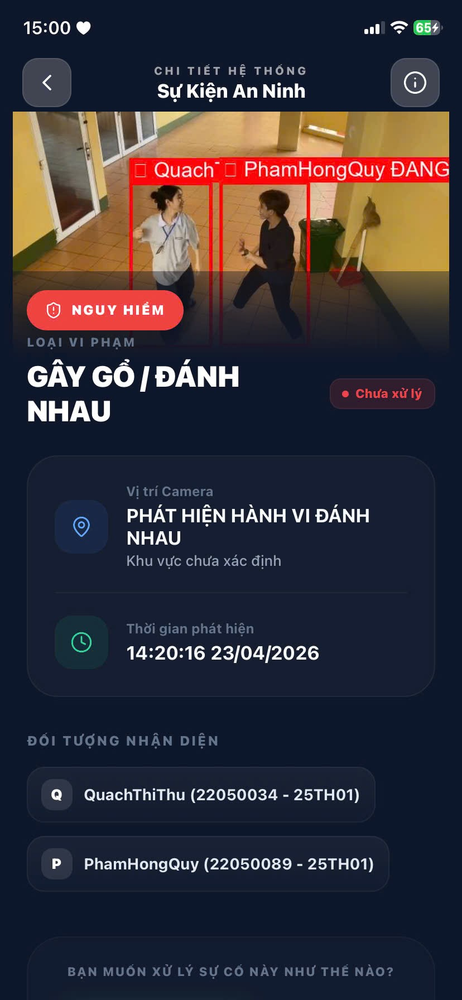 15:00
65
CHI TIẾT HỆ THỐNG
Sự Kiện An Ninh
Quach
PhamHongQuy ĐANG
NGUY HIỂM
LOẠI VI PHẠM
GÂY GỔ / ĐÁNH
NHAU
Chưa xử lý
Vị trí Camera
PHÁT HIỆN HÀNH VI ĐÁNH
NHAU
Khu vực chưa xác định
Thời gian phát hiện
14:20:16 23/04/2026
ĐỐI TƯỢNG NHẬN DIỆN
Q
QuachThiThu (22050034 - 25TH01)
P
PhamHongQuy (22050089 - 25TH01)
BẠN MUỐN XỬ LÝ SỰ CỐ NÀY NHƯ THẾ NÀO?